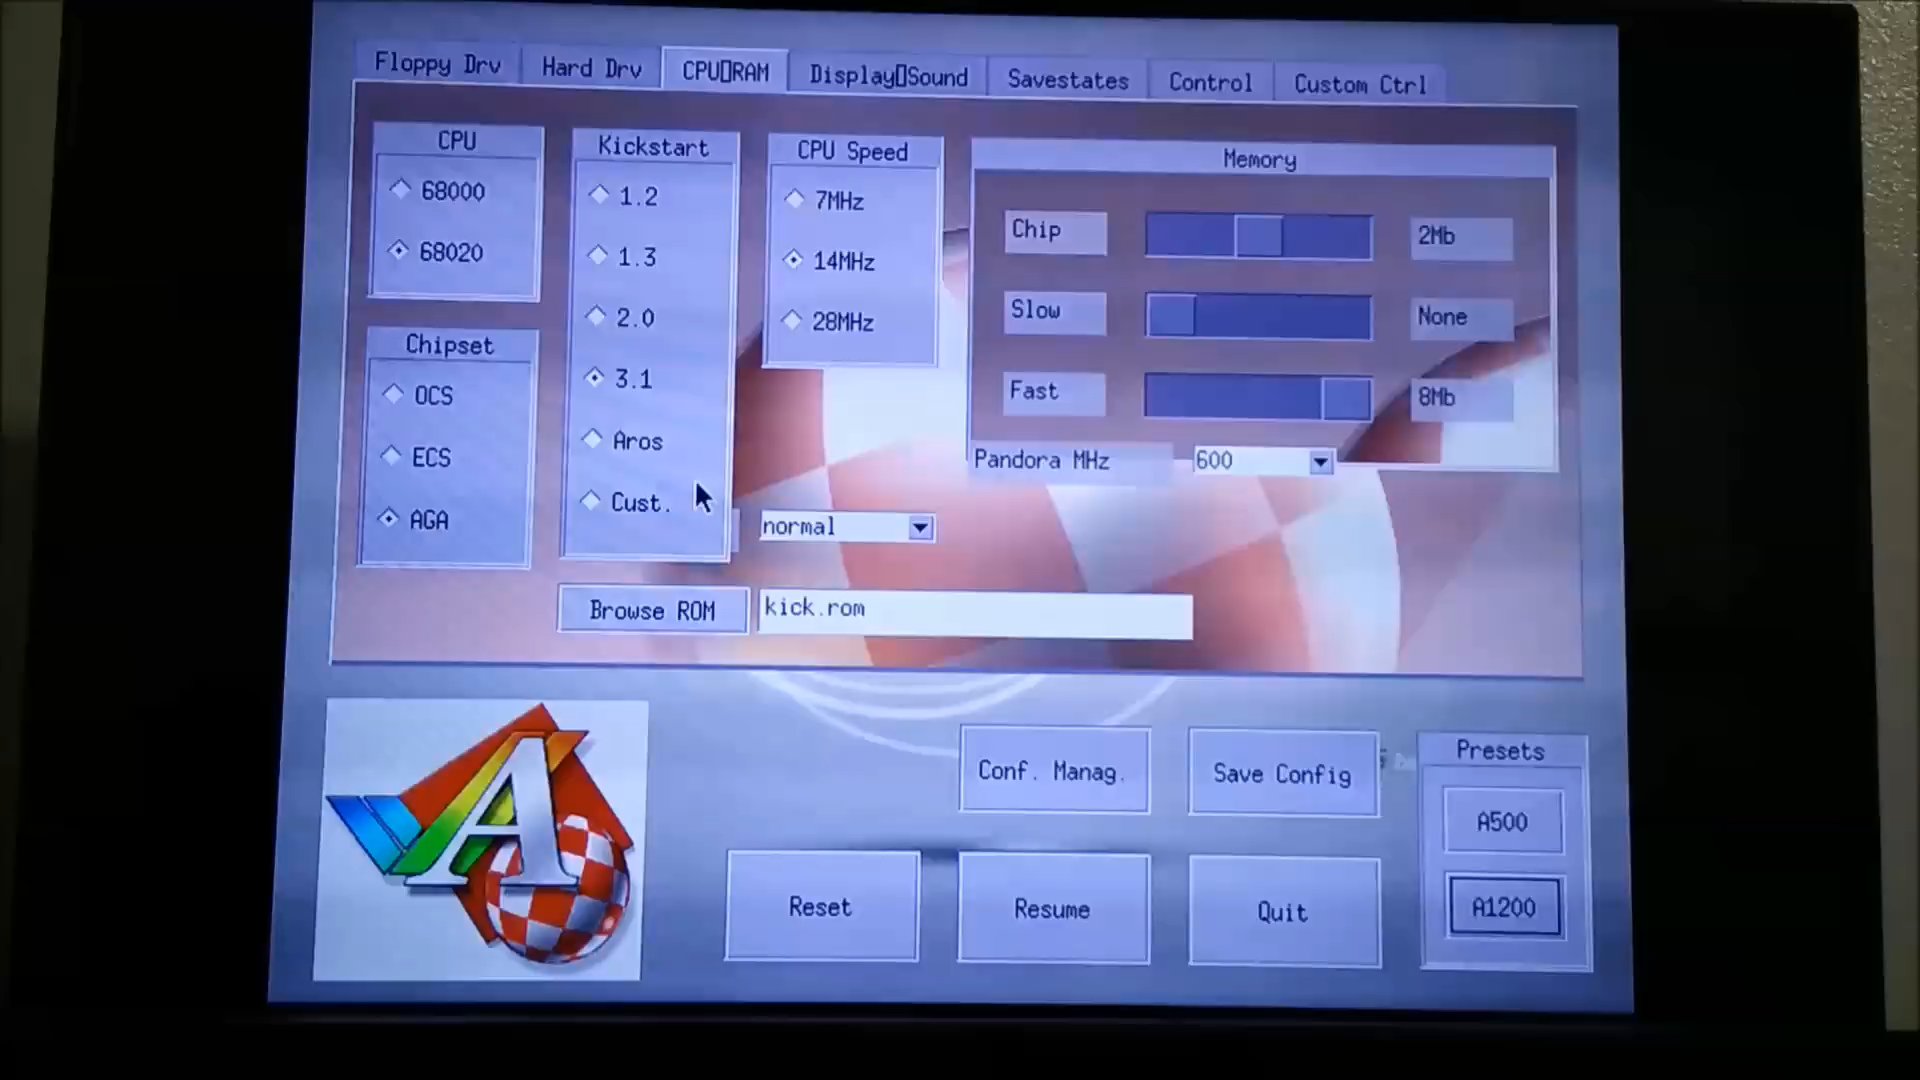 Floppy Drv
Hard Drv
CPU▯RAM
Display▯Sound
Savestates
Control
Custom Ctrl
CPU
68000
68020
Chipset
OCS
ECS
AGA
Kickstart
1.2
1.3
2.0
3.1
Aros
Cust.
CPU Speed
7MHz
14MHz
28MHz
Memory
Chip
2Mb
Slow
None
Fast
8Mb
Pandora MHz
600
normal
Browse ROM
kick.rom
A
Conf. Manag.
Save Config
Reset
Resume
Quit
Presets
A500
A1200